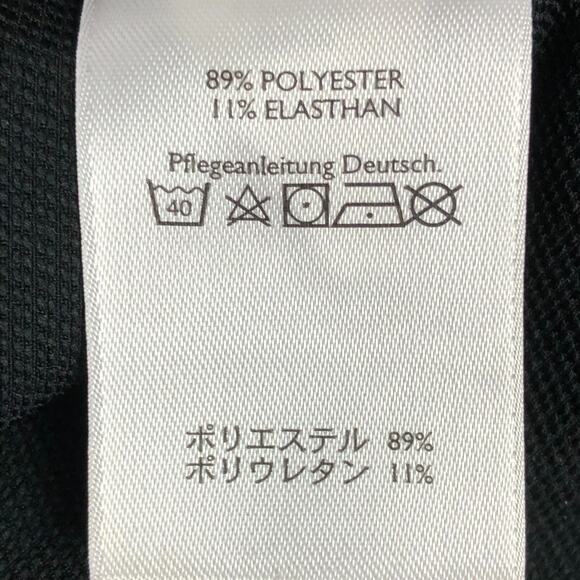 89% POLYESTER
11% ELASTHAN
Pflegeanleitung Deutsch.
40
ポリエステル 89%
ポリウレタン 11%